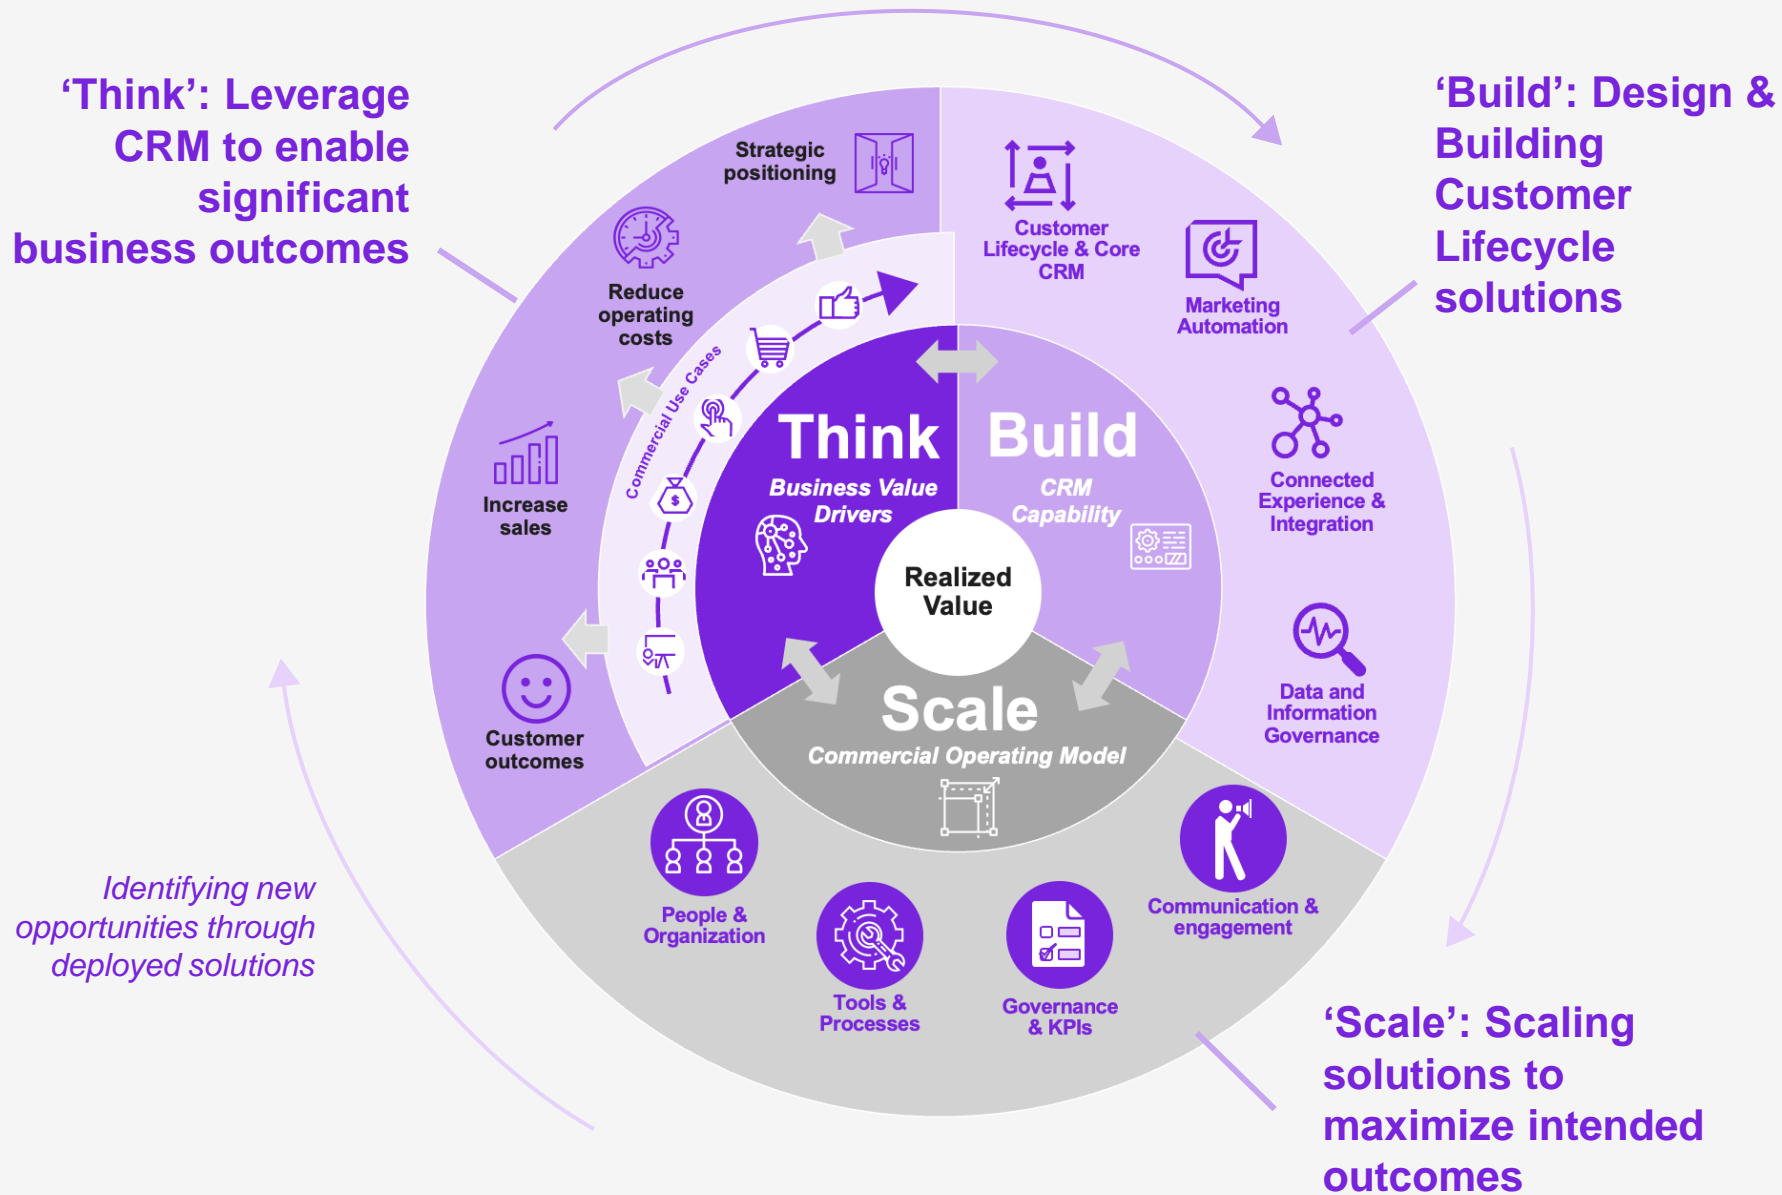 ‘Think’: Leverage
CRM to enable
significant
business outcomes
‘Build’: Design &
Building
Customer
Lifecycle
solutions
Strategic
positioning
Reduce
operating
costs
Increase
sales
Customer
outcomes
Commercial Use Cases
$
Customer
Lifecycle & Core
CRM
Marketing
Automation
Connected
Experience &
Integration
Data and
Information
Governance
Think
Business Value
Drivers
Build
CRM
Capability
Realized
Value
Scale
Commercial Operating Model
People &
Organization
Tools &
Processes
Governance
& KPIs
Communication &
engagement
Identifying new
opportunities through
deployed solutions
‘Scale’: Scaling
solutions to
maximize intended
outcomes